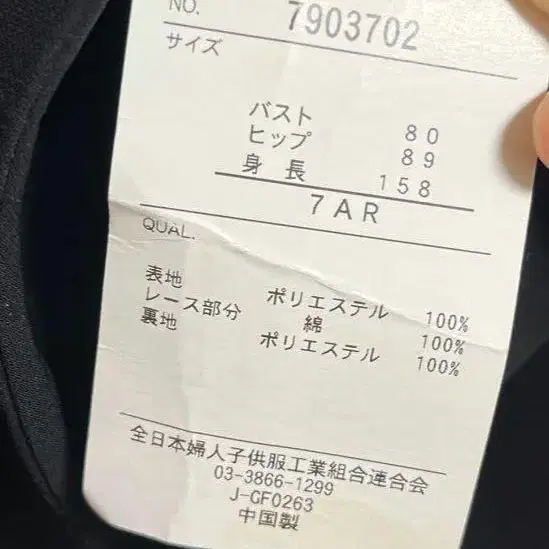 NO. 7903702
サイズ
バスト 80
ヒップ 89
身長 158
7AR
QUAL.
表地 ポリエステル 100%
レース部分 綿 100%
裏地 ポリエステル 100%
全日本婦人子供服工業組合連合会
03-3866-1299
J-GF0263
中国製